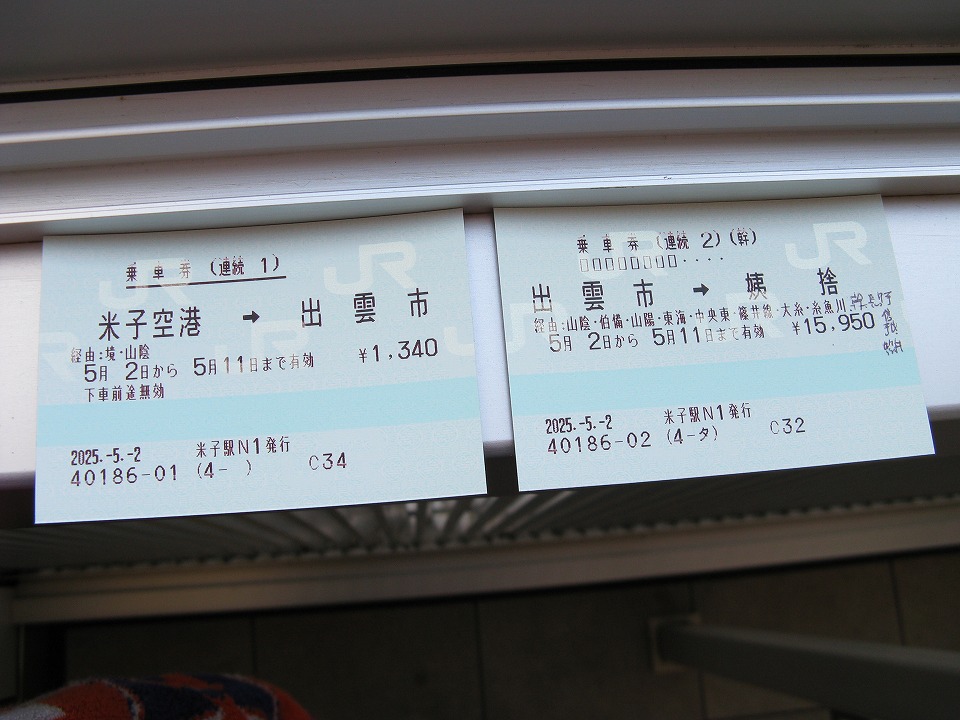 乗車券(連続 1)
米子空港 → 出雲市
経由:境・山陰
5月 2日から 5月11日まで有効 ¥1,340
下車前途無効
2025.-5.-2 米子駅N1発行
40186-01 (4- ) C34
JR
乗車券(連続 2)(幹)
□□□□□□□□····
出雲市 → 姨捨
経由:山陰・伯備・山陽・東海・中央東・篠井線・大糸・糸魚川
5月 2日から 5月11日まで有効 ¥15,950
2025.-5.-2 米子駅N1発行
40186-02 (4-タ) C32
JR